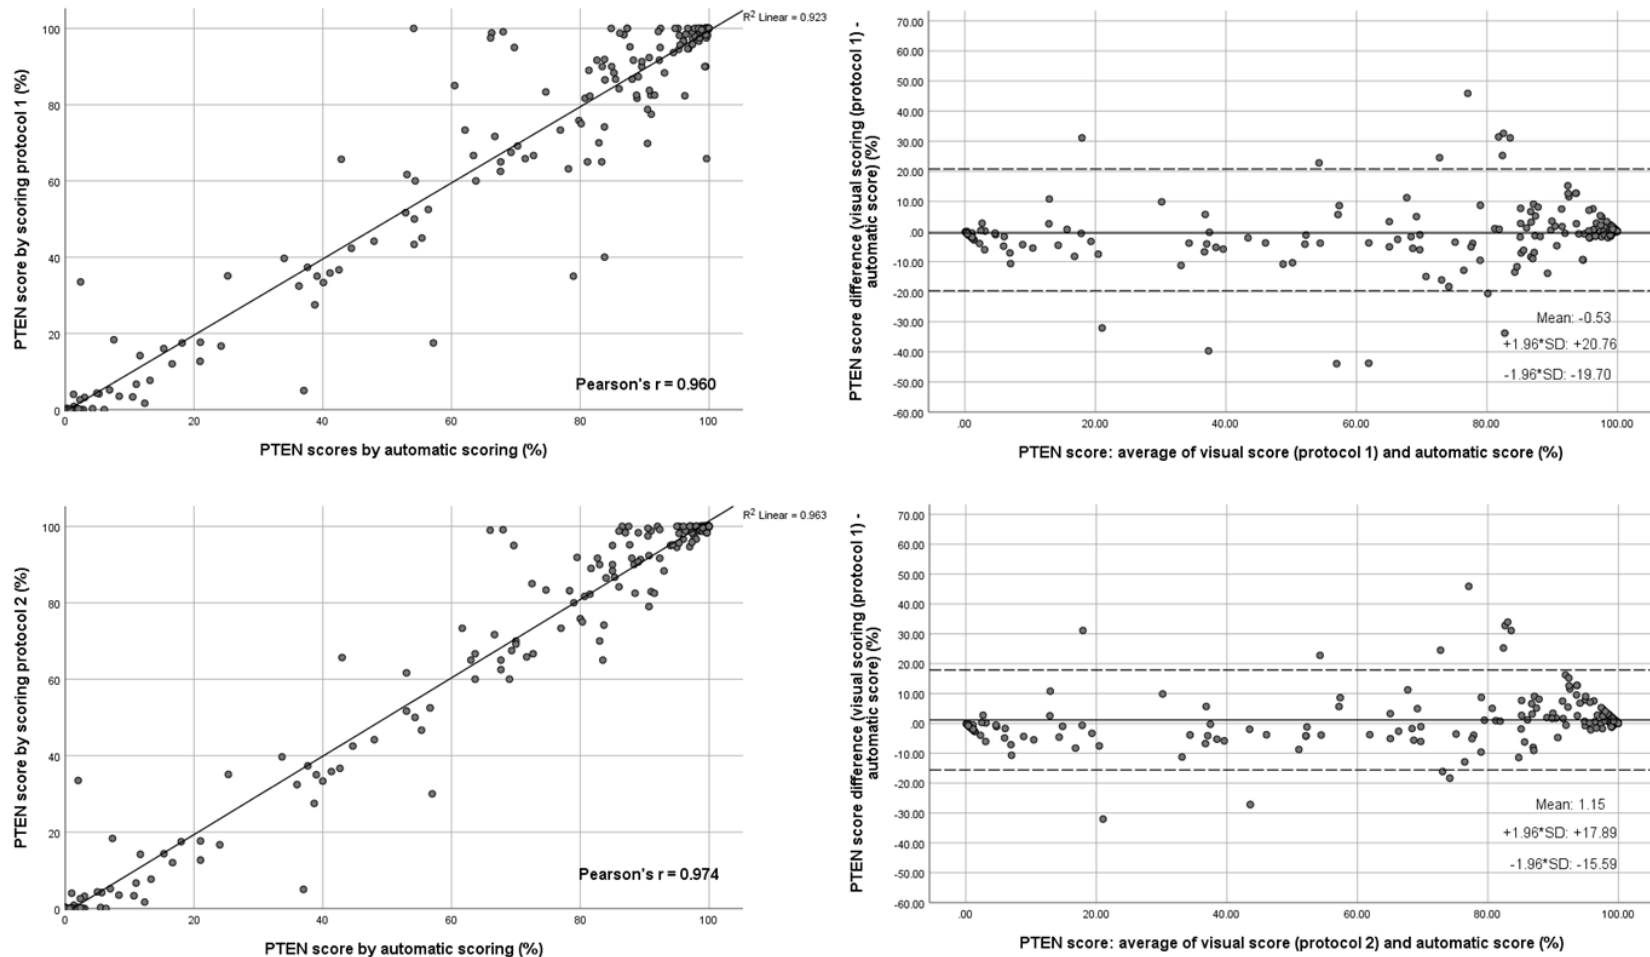 R² Linear = 0.923
PTEN score by scoring protocol 1 (%)
100
80
60
40
20
0
Pearson's r = 0.960
0 20 40 60 80 100
PTEN scores by automatic scoring (%)
PTEN score difference (visual scoring (protocol 1) -
automatic score) (%)
70.00
60.00
50.00
40.00
30.00
20.00
10.00
.00
-10.00
-20.00
-30.00
-40.00
-50.00
-60.00
Mean: -0.53
+1.96*SD: +20.76
-1.96*SD: -19.70
.00 20.00 40.00 60.00 80.00 100.00
PTEN score: average of visual score (protocol 1) and automatic score (%)
R² Linear = 0.963
PTEN score by scoring protocol 2 (%)
100
80
60
40
20
0
Pearson's r = 0.974
0 20 40 60 80 100
PTEN score by automatic scoring (%)
PTEN score difference (visual scoring (protocol 1) -
automatic score) (%)
70.00
60.00
50.00
40.00
30.00
20.00
10.00
.00
-10.00
-20.00
-30.00
-40.00
-50.00
-60.00
Mean: 1.15
+1.96*SD: +17.89
-1.96*SD: -15.59
.00 20.00 40.00 60.00 80.00 100.00
PTEN score: average of visual score (protocol 2) and automatic score (%)